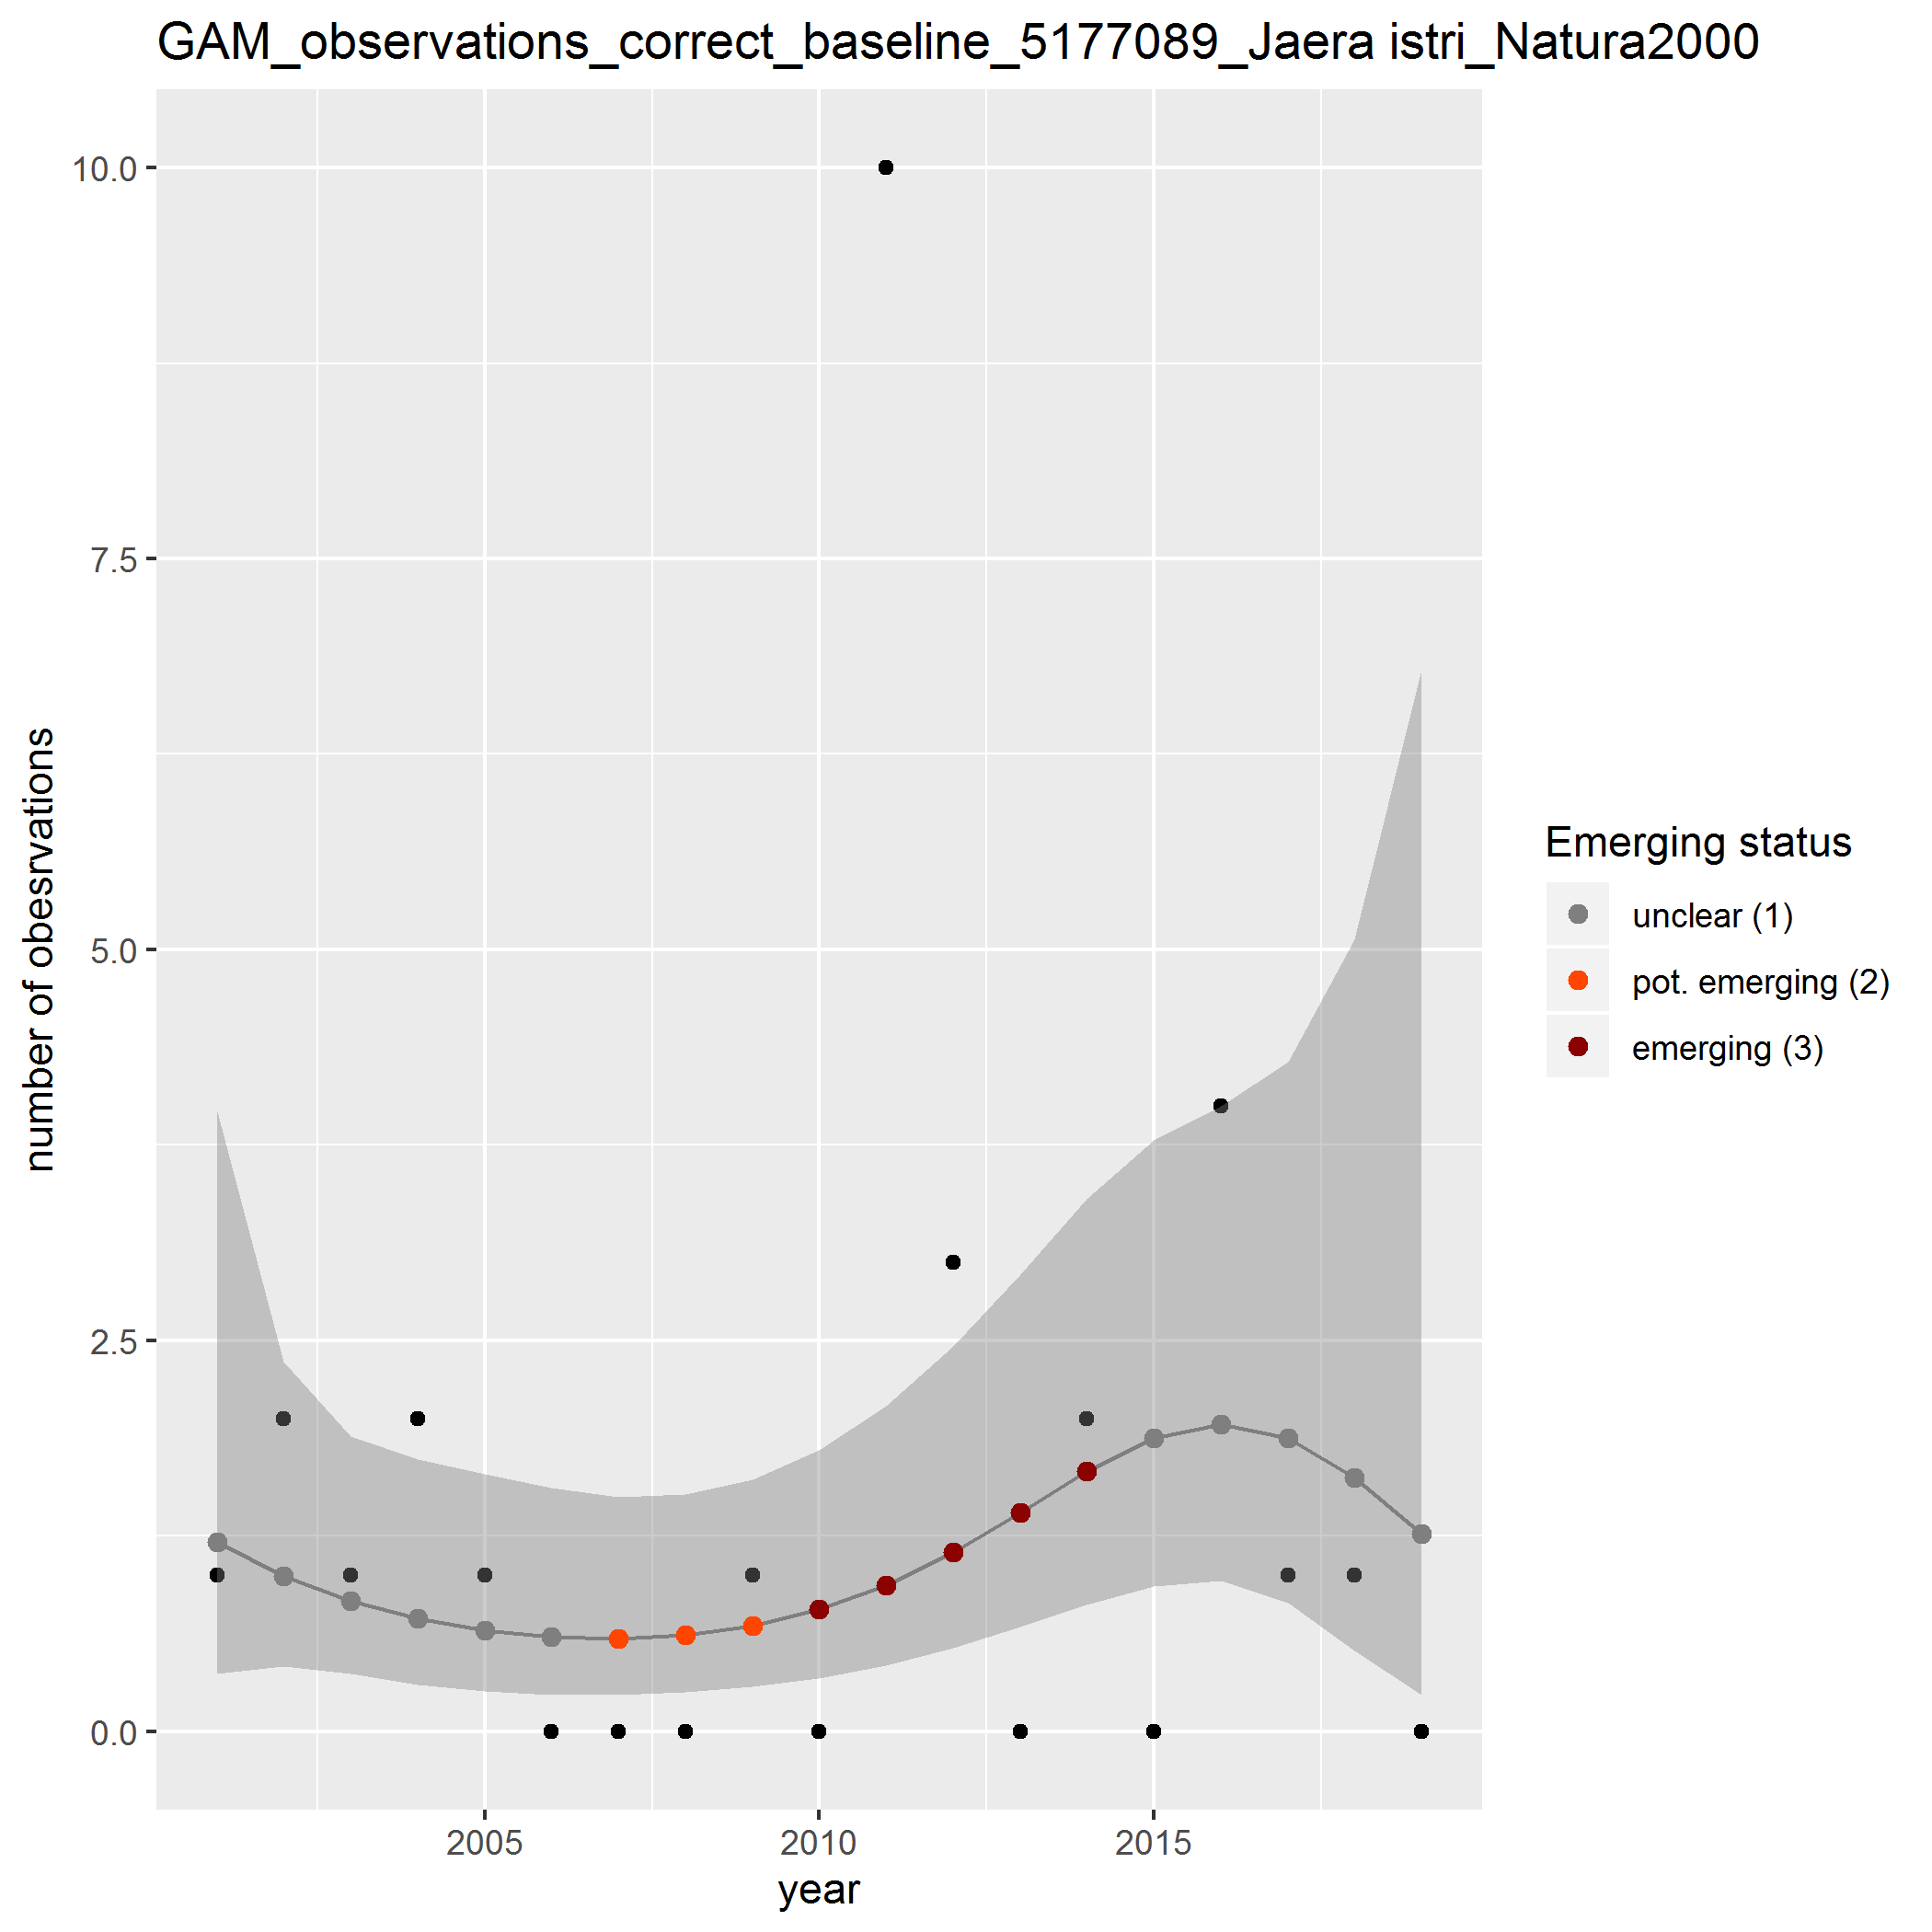 GAM_observations_correct_baseline_5177089_Jaera istri_Natura2000
10.0
7.5
5.0
2.5
0.0
number of obesrvations
2005
2010
2015
year
Emerging status
unclear (1)
pot. emerging (2)
emerging (3)